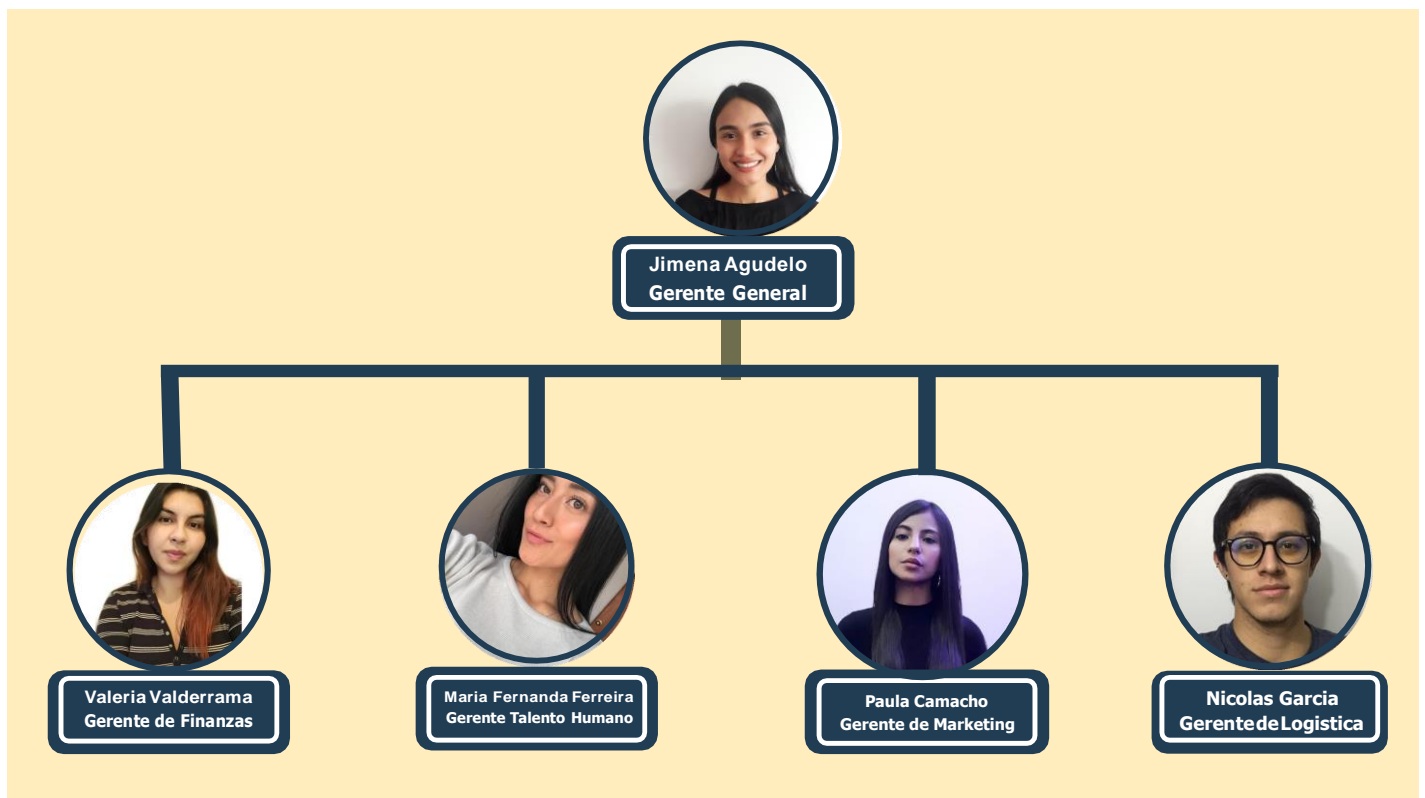 Jimena Agudelo
Gerente General
Valeria Valderrama
Gerente de Finanzas
Maria Fernanda Ferreira
Gerente Talento Humano
Paula Camacho
Gerente de Marketing
Nicolas Garcia
Gerente de Logistica